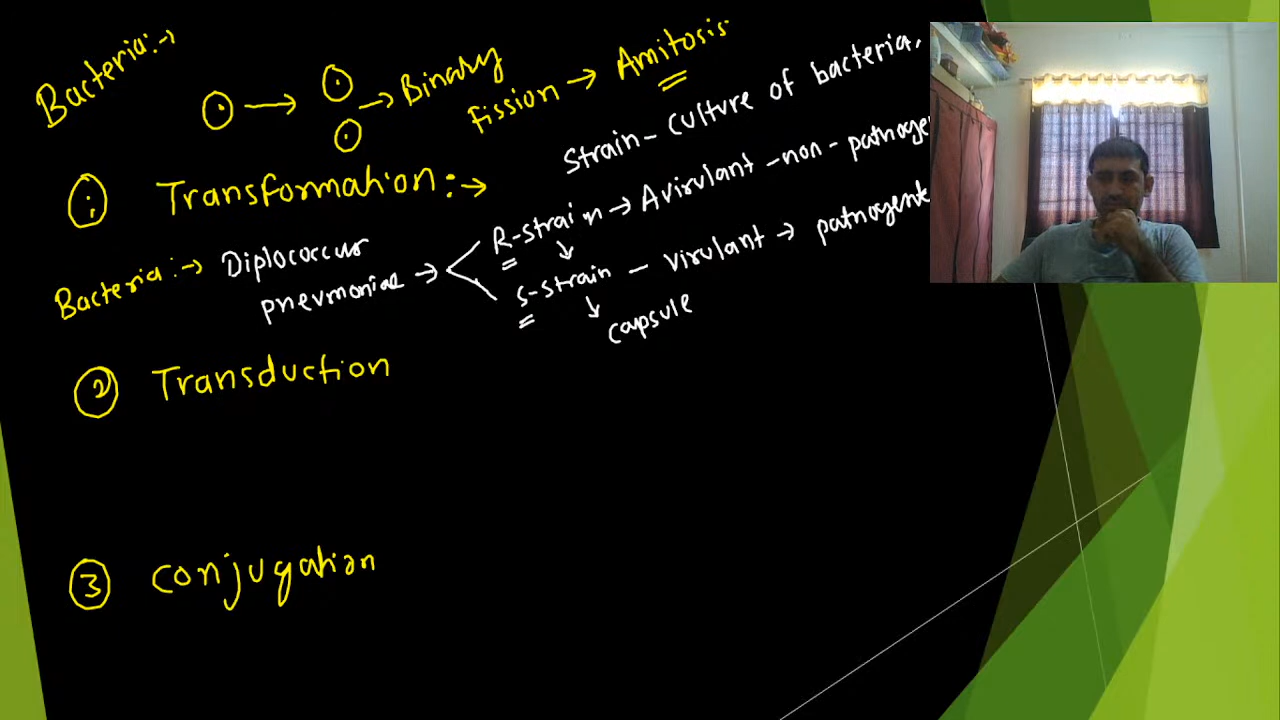 Bacteria:→
→ → Binary
Fission → Amitosis
Strain - culture of bacteria.
① Transformation:→
R-strain → Avirulant - non - pathoge
Bacteria:→ Diplococcus
pneumoniae →
s-strain - virulant → pathogent
capsule
② Transduction
③ conjugation